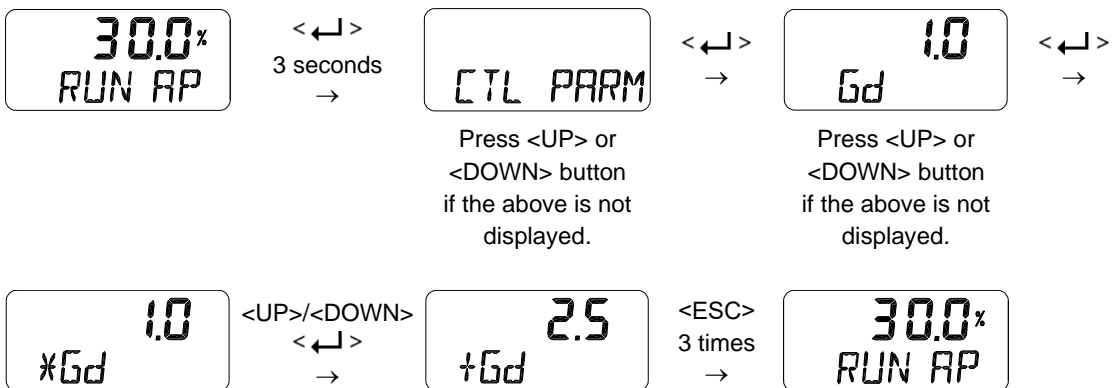 30.0%
RUN AP
< ↵ >
3 seconds
→
CTL PARM
Press <UP> or
<DOWN> button
if the above is not
displayed.
< ↵ >
→
1.0
Gd
Press <UP> or
<DOWN> button
if the above is not
displayed.
< ↵ >
→
1.0
*Gd
<UP>/<DOWN>
< ↵ >
→
2.5
+Gd
<ESC>
3 times
→
30.0%
RUN AP